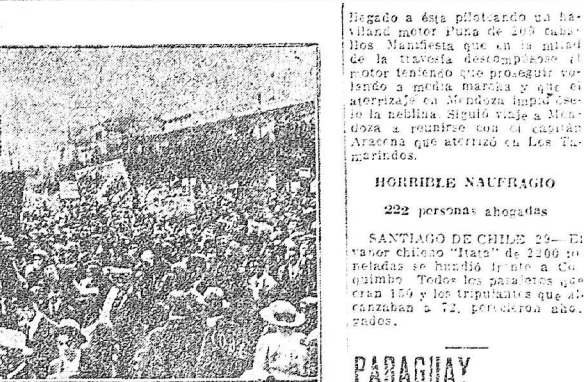 llegado a ésta piloteando un ha-
viland motor Puna de 200 caba-
llos Manifiesta que en la mitad
de la travesía descompúsose el
motor teniendo que proseguir vo-
lando a media marcha y que el
aterrizaje en Mendoza impidióse-
le la neblina. Siguió viaje a Men-
doza a reunirse con el capitán
Aracena que aterrizó en Los Ta-
marindos.
HORRIBLE NAUFRAGIO
222 personas ahogadas
SANTIAGO DE CHILE 29— El
vapor chileno "Itata" de 2200 to
neladas se hundió frente a Co
quimbo Todos los pasajeros que
eran 150 y los tripulantes que al
canzaban a 72, perecieron aho.
gados.
PARAGUAY